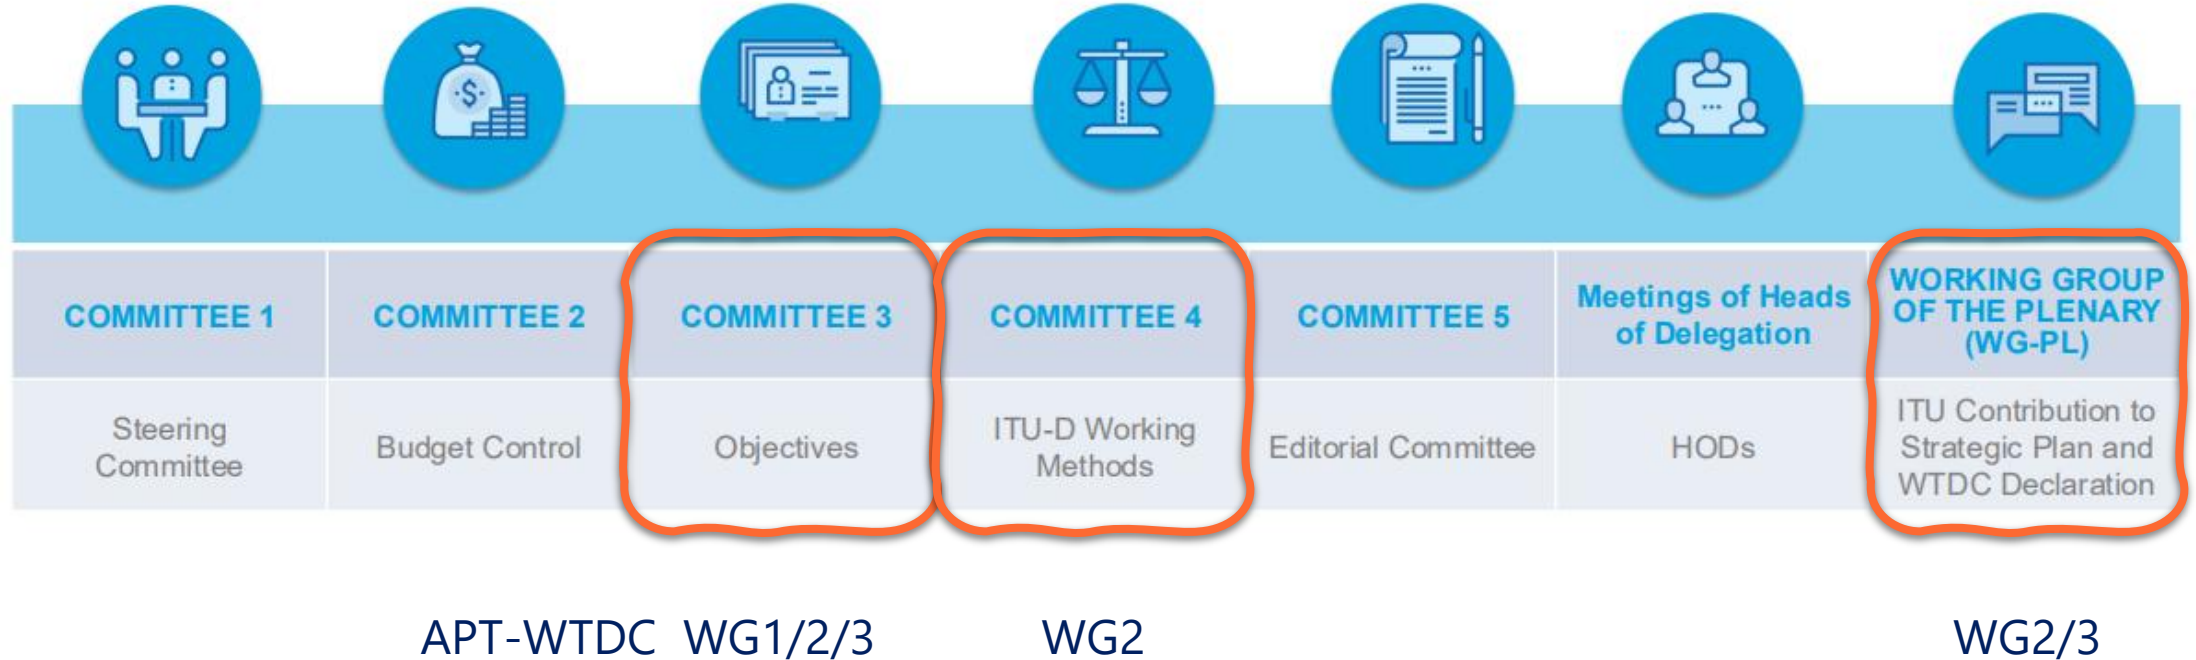 COMMITTEE 1
COMMITTEE 2
COMMITTEE 3
COMMITTEE 4
COMMITTEE 5
Meetings of Heads
of Delegation
WORKING GROUP
OF THE PLENARY
(WG-PL)
Steering
Committee
Budget Control
Objectives
ITU-D Working
Methods
Editorial Committee
HODs
ITU Contribution to
Strategic Plan and
WTDC Declaration
APT-WTDC WG1/2/3
WG2
WG2/3